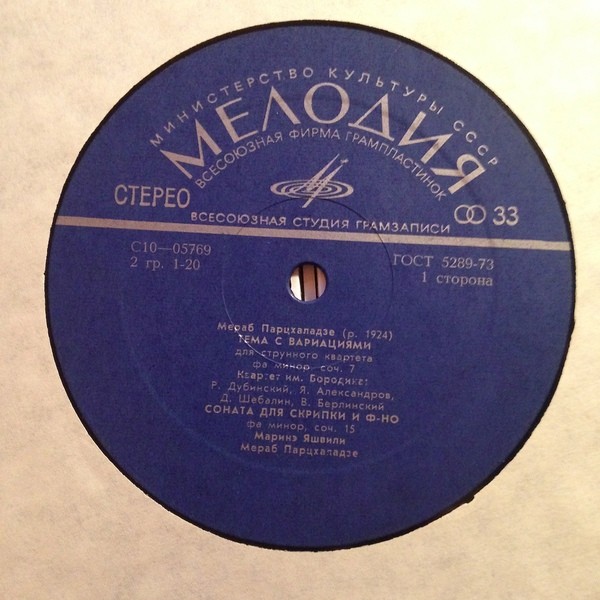 МИНИСТЕРСТВО КУЛЬТУРЫ СССР
МЕЛОДИЯ
ВСЕСОЮЗНАЯ ФИРМА ГРАМПЛАСТИНОК
СТЕРЕО
33
ВСЕСОЮЗНАЯ СТУДИЯ ГРАМЗАПИСИ
С10—05769
2 гр. 1-20
ГОСТ 5289-73
1 сторона
Мераб Парцхаладзе (р. 1924)
ТЕМА С ВАРИАЦИЯМИ
для струнного квартета
фа минор, соч. 7
Квартет им. Бородина:
Р. Дубинский, Я. Александров,
Д. Шебалин, В. Берлинский
СОНАТА ДЛЯ СКРИПКИ И Ф-НО
фа минор, соч. 15
Маринэ Яшвили
Мераб Парцхаладзе